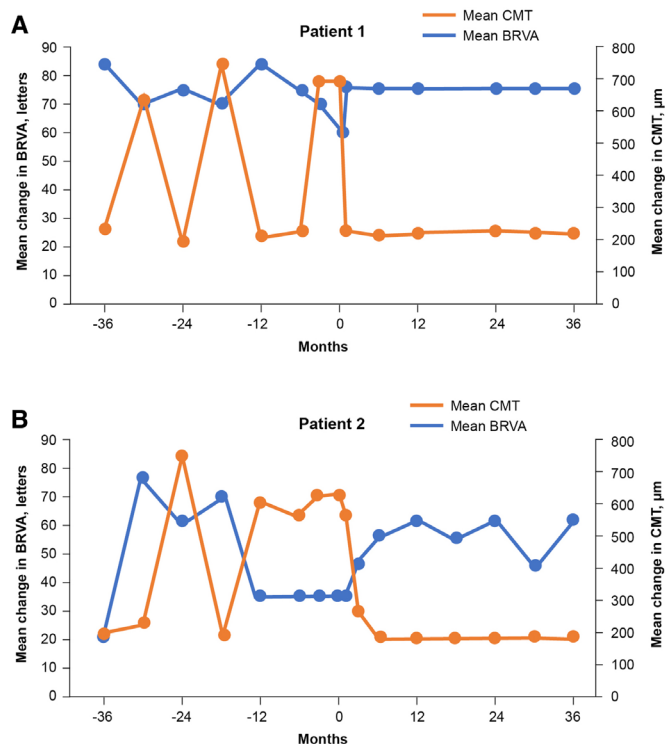 A
Patient 1
Mean CMT
Mean BRVA
Mean change in BRVA, letters
90
80
70
60
50
40
30
20
10
0
800
700
600
500
400
300
200
100
0
Mean change in CMT, µm
-36 -24 -12 0 12 24 36
Months
B
Patient 2
Mean CMT
Mean BRVA
Mean change in BRVA, letters
90
80
70
60
50
40
30
20
10
0
800
700
600
500
400
300
200
100
0
Mean change in CMT, µm
-36 -24 -12 0 12 24 36
Months